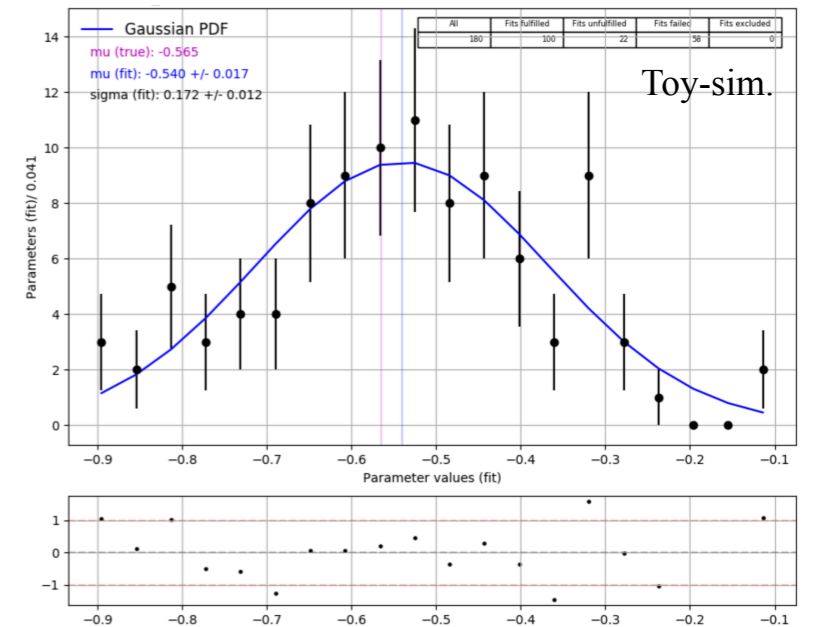 Gaussian PDF
mu (true): -0.565
mu (fit): -0.540 +/- 0.017
sigma (fit): 0.172 +/- 0.012
All Fits fulfilled Fits unfulfilled Fits failed Fits excluded
180 100 22 58 0
Toy-sim.
Parameters (fit)/ 0.041
14
12
10
8
6
4
2
0
−0.9 −0.8 −0.7 −0.6 −0.5 −0.4 −0.3 −0.2 −0.1
Parameter values (fit)
1
0
−1
−0.9 −0.8 −0.7 −0.6 −0.5 −0.4 −0.3 −0.2 −0.1